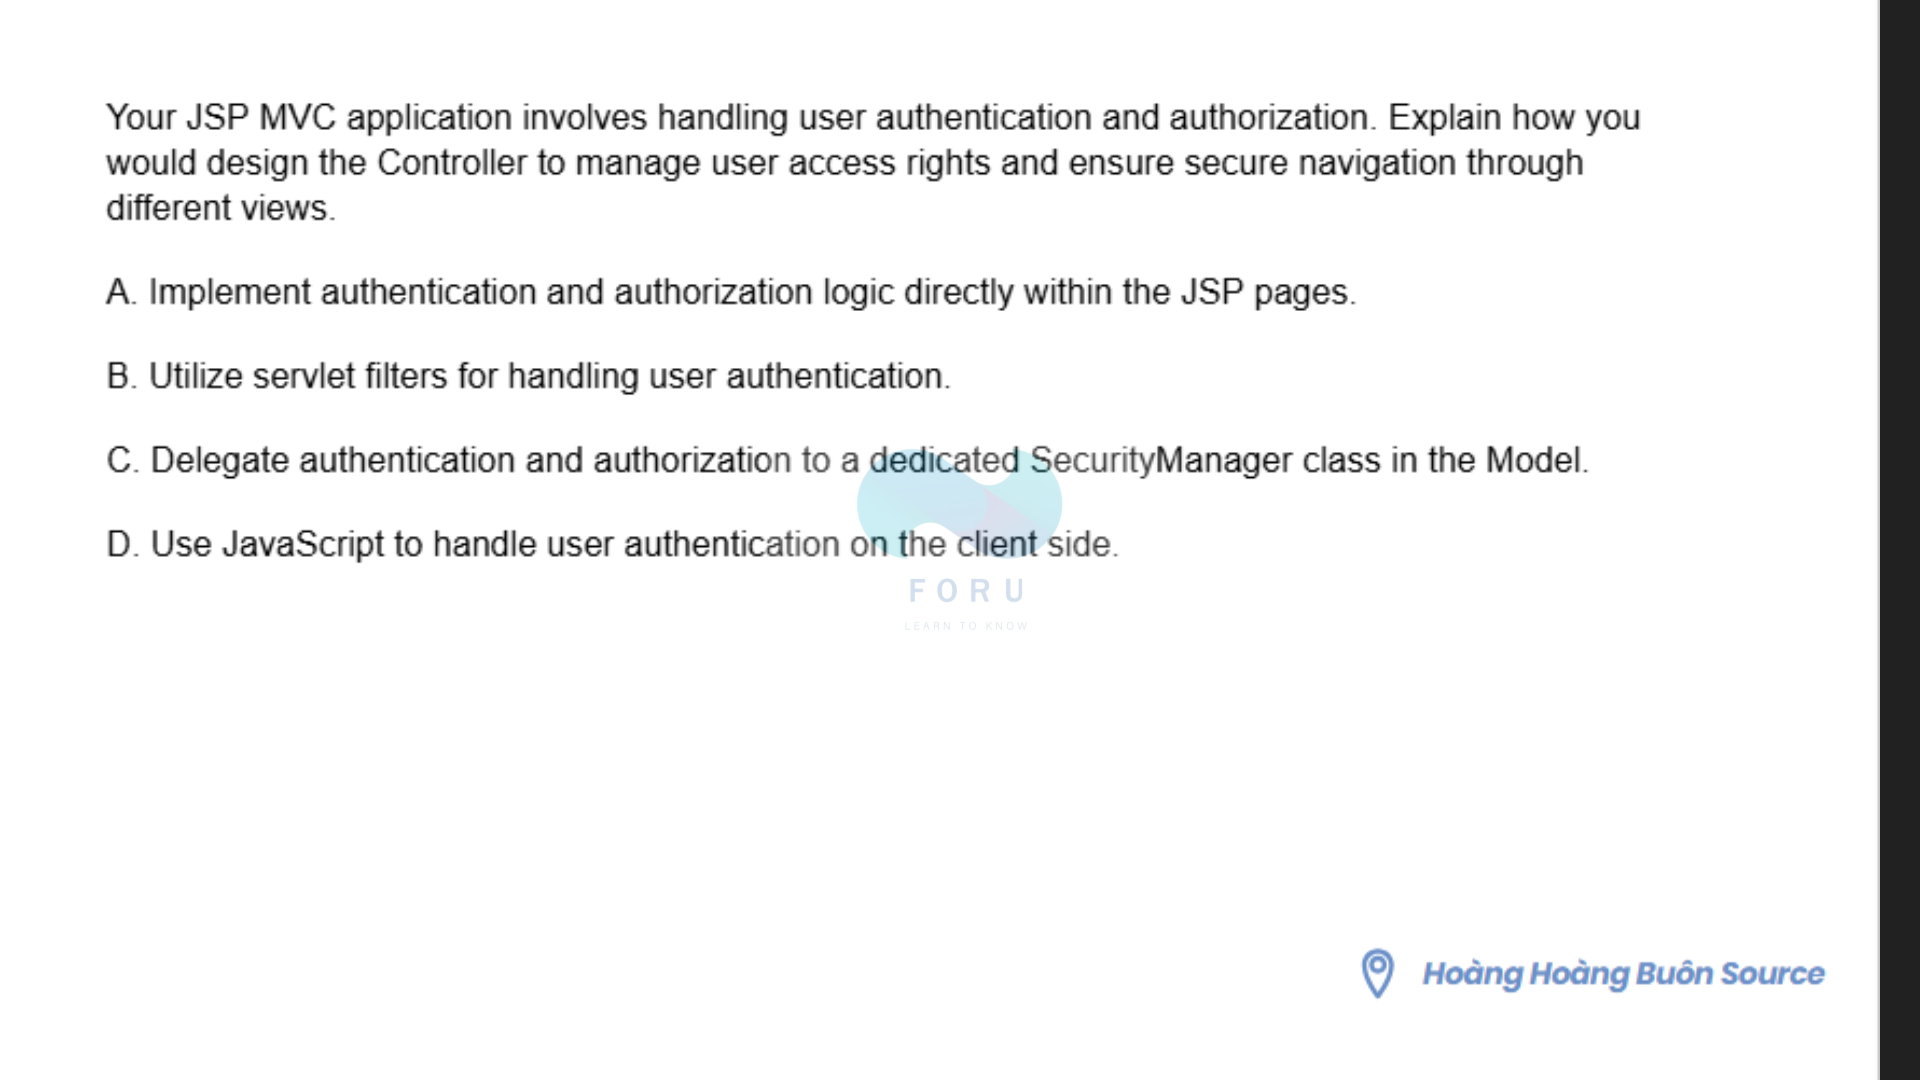 Your JSP MVC application involves handling user authentication and authorization. Explain how you
would design the Controller to manage user access rights and ensure secure navigation through
different views.
A. Implement authentication and authorization logic directly within the JSP pages.
B. Utilize servlet filters for handling user authentication.
C. Delegate authentication and authorization to a dedicated SecurityManager class in the Model.
D. Use JavaScript to handle user authentication on the client side.
FORU
LEARN TO KNOW
Hoàng Hoàng Buôn Source